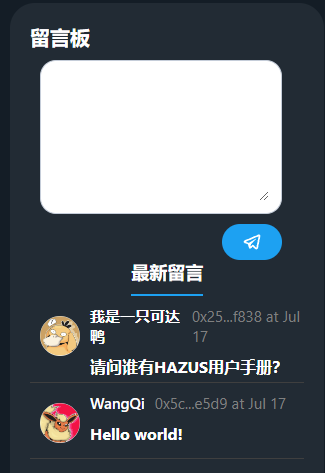 留言板
最新留言
我是一只可达
鸭
0x25...f838 at Jul
17
请问谁有HAZUS用户手册?
WangQi 0x5c...e5d9 at Jul 17
Hello world!